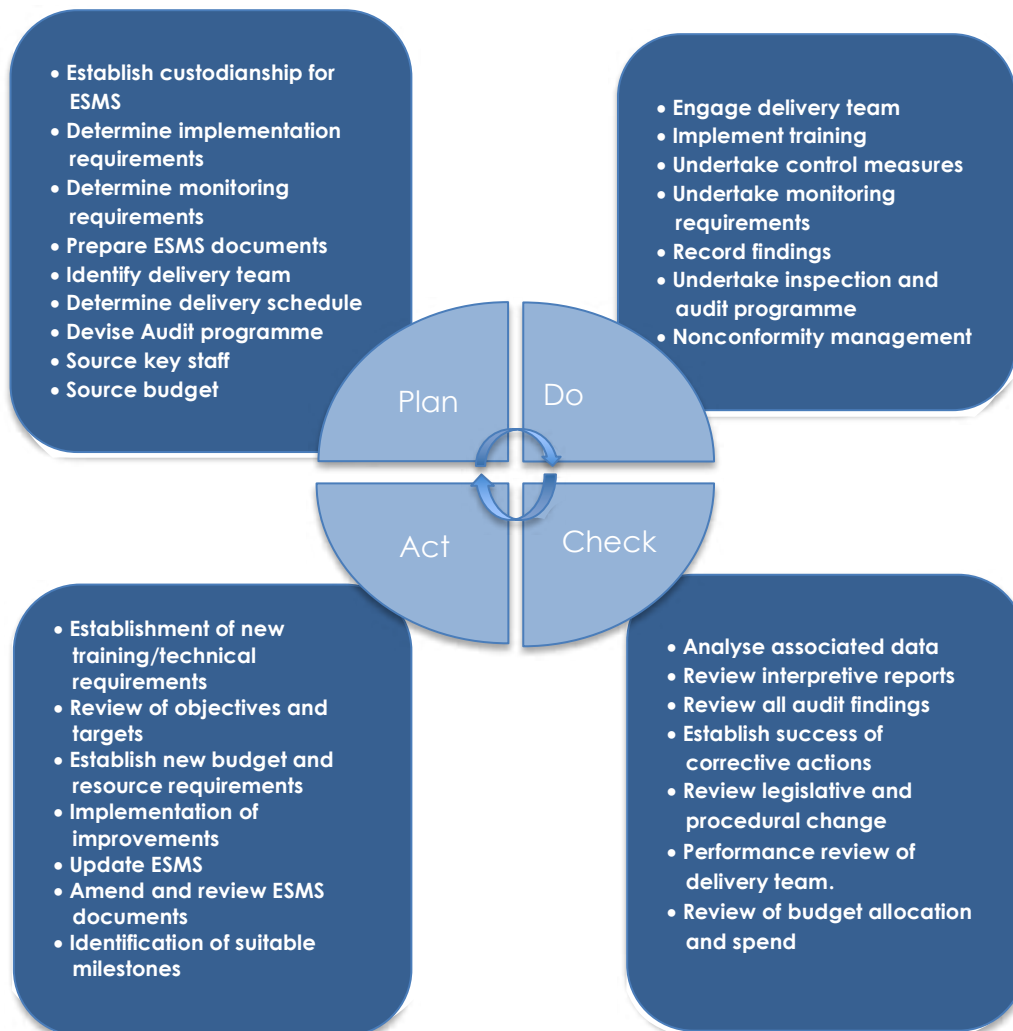 • Establish custodianship for
ESMS
• Determine implementation
requirements
• Determine monitoring
requirements
• Prepare ESMS documents
• Identify delivery team
• Determine delivery schedule
• Devise Audit programme
• Source key staff
• Source budget
• Engage delivery team
• Implement training
• Undertake control measures
• Undertake monitoring
requirements
• Record findings
• Undertake inspection and
audit programme
• Nonconformity management
Plan
Do
Act
Check
• Establishment of new
training/technical
requirements
• Review of objectives and
targets
• Establish new budget and
resource requirements
• Implementation of
improvements
• Update ESMS
• Amend and review ESMS
documents
• Identification of suitable
milestones
• Analyse associated data
• Review interpretive reports
• Review all audit findings
• Establish success of
corrective actions
• Review legislative and
procedural change
• Performance review of
delivery team.
• Review of budget allocation
and spend